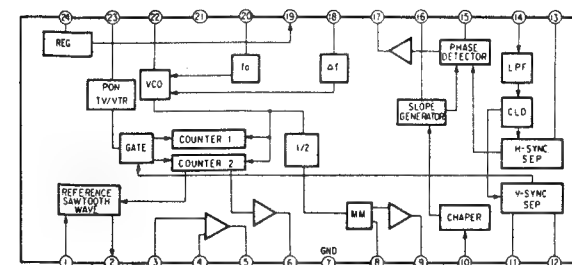 24 23 22 21 20 19 18 17 16 15 14 13
REG
PON
TV/VTR
VCO
fo
Δf
PHASE
DETECTOR
LPF
SLOPE
GENERATOR
CLD
GATE
COUNTER 1
COUNTER 2
1/2
H-SYNC
SEP
REFERENCE
SAWTOOTH
WAVE
MM
CHAPER
V-SYNC
SEP
GND
1 2 3 4 5 6 7 8 9 10 11 12